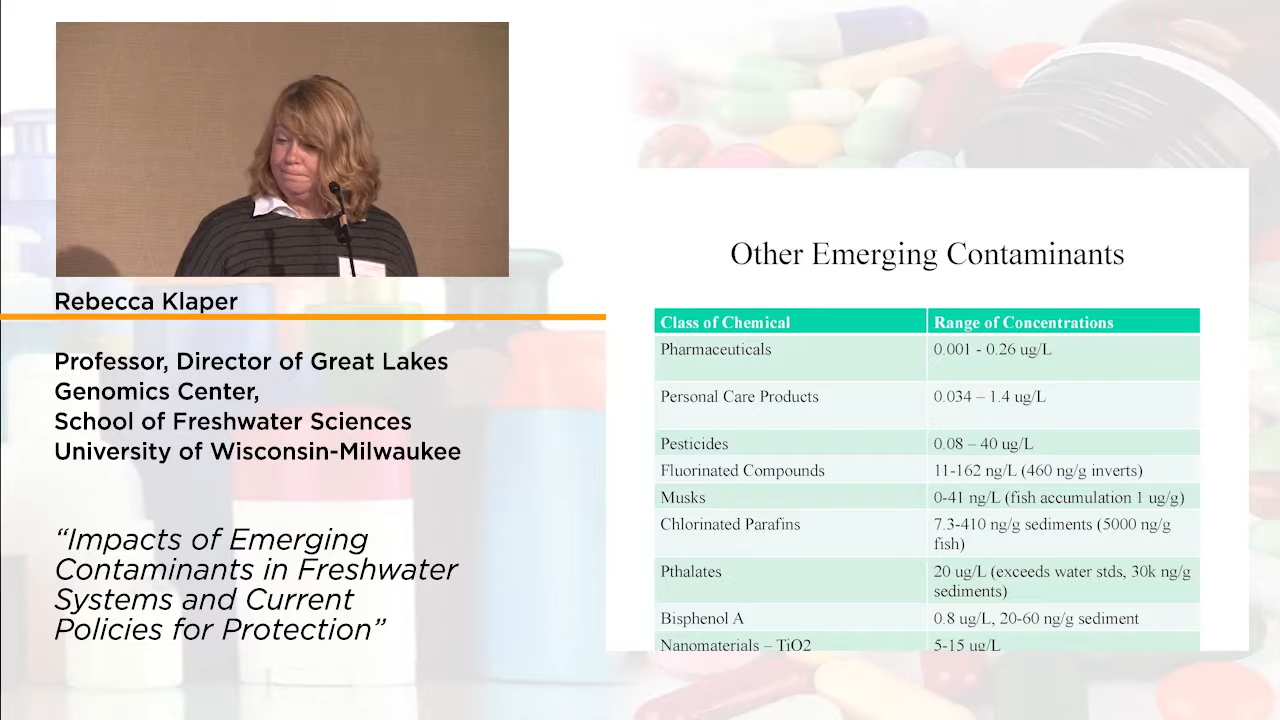 Rebecca Klaper
Professor, Director of Great Lakes
Genomics Center,
School of Freshwater Sciences
University of Wisconsin-Milwaukee
“Impacts of Emerging
Contaminants in Freshwater
Systems and Current
Policies for Protection”
Other Emerging Contaminants
Class of Chemical Range of Concentrations
Pharmaceuticals 0.001 - 0.26 ug/L
Personal Care Products 0.034 – 1.4 ug/L
Pesticides 0.08 – 40 ug/L
Fluorinated Compounds 11-162 ng/L (460 ng/g inverts)
Musks 0-41 ng/L (fish accumulation 1 ug/g)
Chlorinated Parafins 7.3-410 ng/g sediments (5000 ng/g
fish)
Pthalates 20 ug/L (exceeds water stds, 30k ng/g
sediments)
Bisphenol A 0.8 ug/L, 20-60 ng/g sediment
Nanomaterials – TiO2 5-15 ug/L